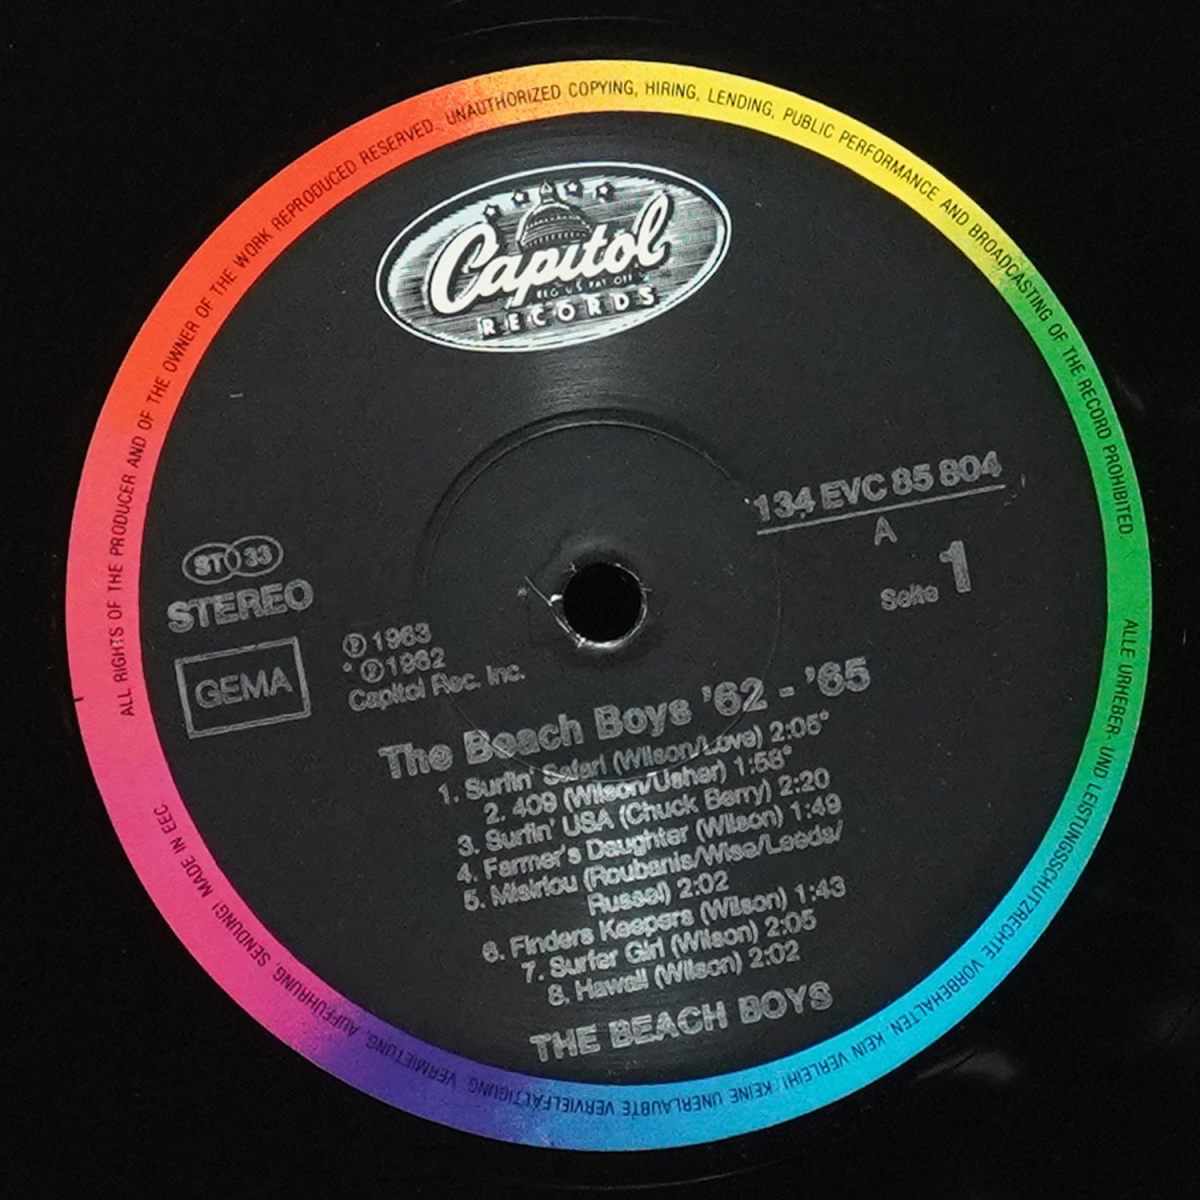 ALL RIGHTS OF THE PRODUCER AND OF THE OWNER OF THE WORK REPRODUCED RESERVED. UNAUTHORIZED COPYING, HIRING, LENDING, PUBLIC PERFORMANCE AND BROADCASTING OF THE RECORD PROHIBITED
Capitol
REG. U.S. PAT. OFF.
RECORDS
134 EVC 85 804
A
Seite 1
ST 33
STEREO
GEMA
Ⓟ 1963
* Ⓟ 1962
Capitol Rec. Inc.
The Beach Boys '62 - '65
1. Surfin' Safari (Wilson/Love) 2:05*
2. 409 (Wilson/Usher) 1:58*
3. Surfin' USA (Chuck Berry) 2:20
4. Farmer's Daughter (Wilson) 1:49
5. Misirlou (Roubanis/Wise/Leeds/
Russel) 2:02
6. Finders Keepers (Wilson) 1:43
7. Surfer Girl (Wilson) 2:05
8. Hawaii (Wilson) 2:02
THE BEACH BOYS
ALLE URHEBER- UND LEISTUNGSSCHUTZRECHTE VORBEHALTEN. KEIN VERLEIH! KEINE UNERLAUBTE VERVIELFÄLTIGUNG, VERMIETUNG, AUFFÜHRUNG, SENDUNG! MADE IN EEC